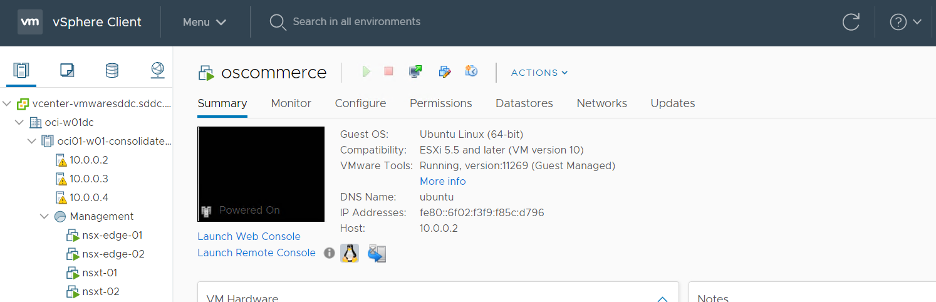 vm vSphere Client Menu Search in all environments
oscommerce ACTIONS
Summary Monitor Configure Permissions Datastores Networks Updates
vcenter-vmwaresddc.sddc....
oci-w01dc
oci01-w01-consolidate...
10.0.0.2
10.0.0.3
10.0.0.4
Management
nsx-edge-01
nsx-edge-02
nsxt-01
nsxt-02
Powered On
Launch Web Console
Launch Remote Console
Guest OS: Ubuntu Linux (64-bit)
Compatibility: ESXi 5.5 and later (VM version 10)
VMware Tools: Running, version:11269 (Guest Managed)
More info
DNS Name: ubuntu
IP Addresses: fe80::6f02:f3f9:f85c:d796
Host: 10.0.0.2
VM Hardware
Notes